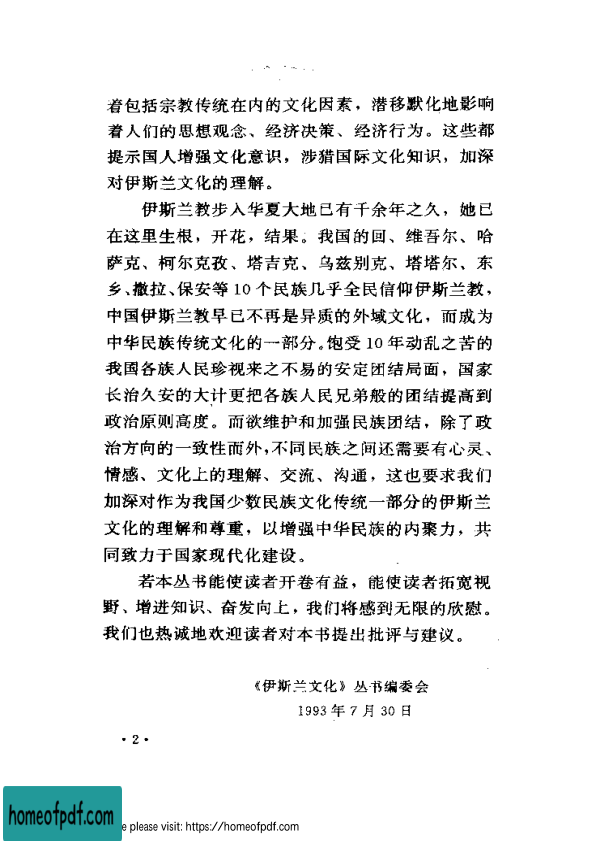 着包括宗教传统在内的文化因素，潜移默化地影响
着人们的思想观念、经济决策、经济行为。这些都
提示国人增强文化意识，涉猎国际文化知识，加深
对伊斯兰文化的理解。
伊斯兰教步入华夏大地已有千余年之久，她已
在这里生根，开花，结果。我国的回、维吾尔、哈
萨克、柯尔克孜、塔吉克、乌兹别克、塔塔尔、东
乡、撒拉、保安等10个民族几乎全民信仰伊斯兰教，
中国伊斯兰教早已不再是异质的外域文化，而成为
中华民族传统文化的一部分。饱受10年动乱之苦的
我国各族人民珍视来之不易的安定团结局面，国家
长治久安的大计更把各族人民兄弟般的团结提高到
政治原则高度。而欲维护和加强民族团结，除了政
治方向的一致性而外，不同民族之间还需要有心灵、
情感、文化上的理解、交流、沟通，这也要求我们
加深对作为我国少数民族文化传统一部分的伊斯兰
文化的理解和尊重，以增强中华民族的内聚力，共
同致力于国家现代化建设。
若本丛书能使读者开卷有益，能使读者拓宽视
野、增进知识、奋发向上，我们将感到无限的欣慰。
我们也热诚地欢迎读者对本书提出批评与建议。
《伊斯兰文化》丛书编委会
1993年7月30日
·2·
homeofpdf.com
please visit: https://homeofpdf.com